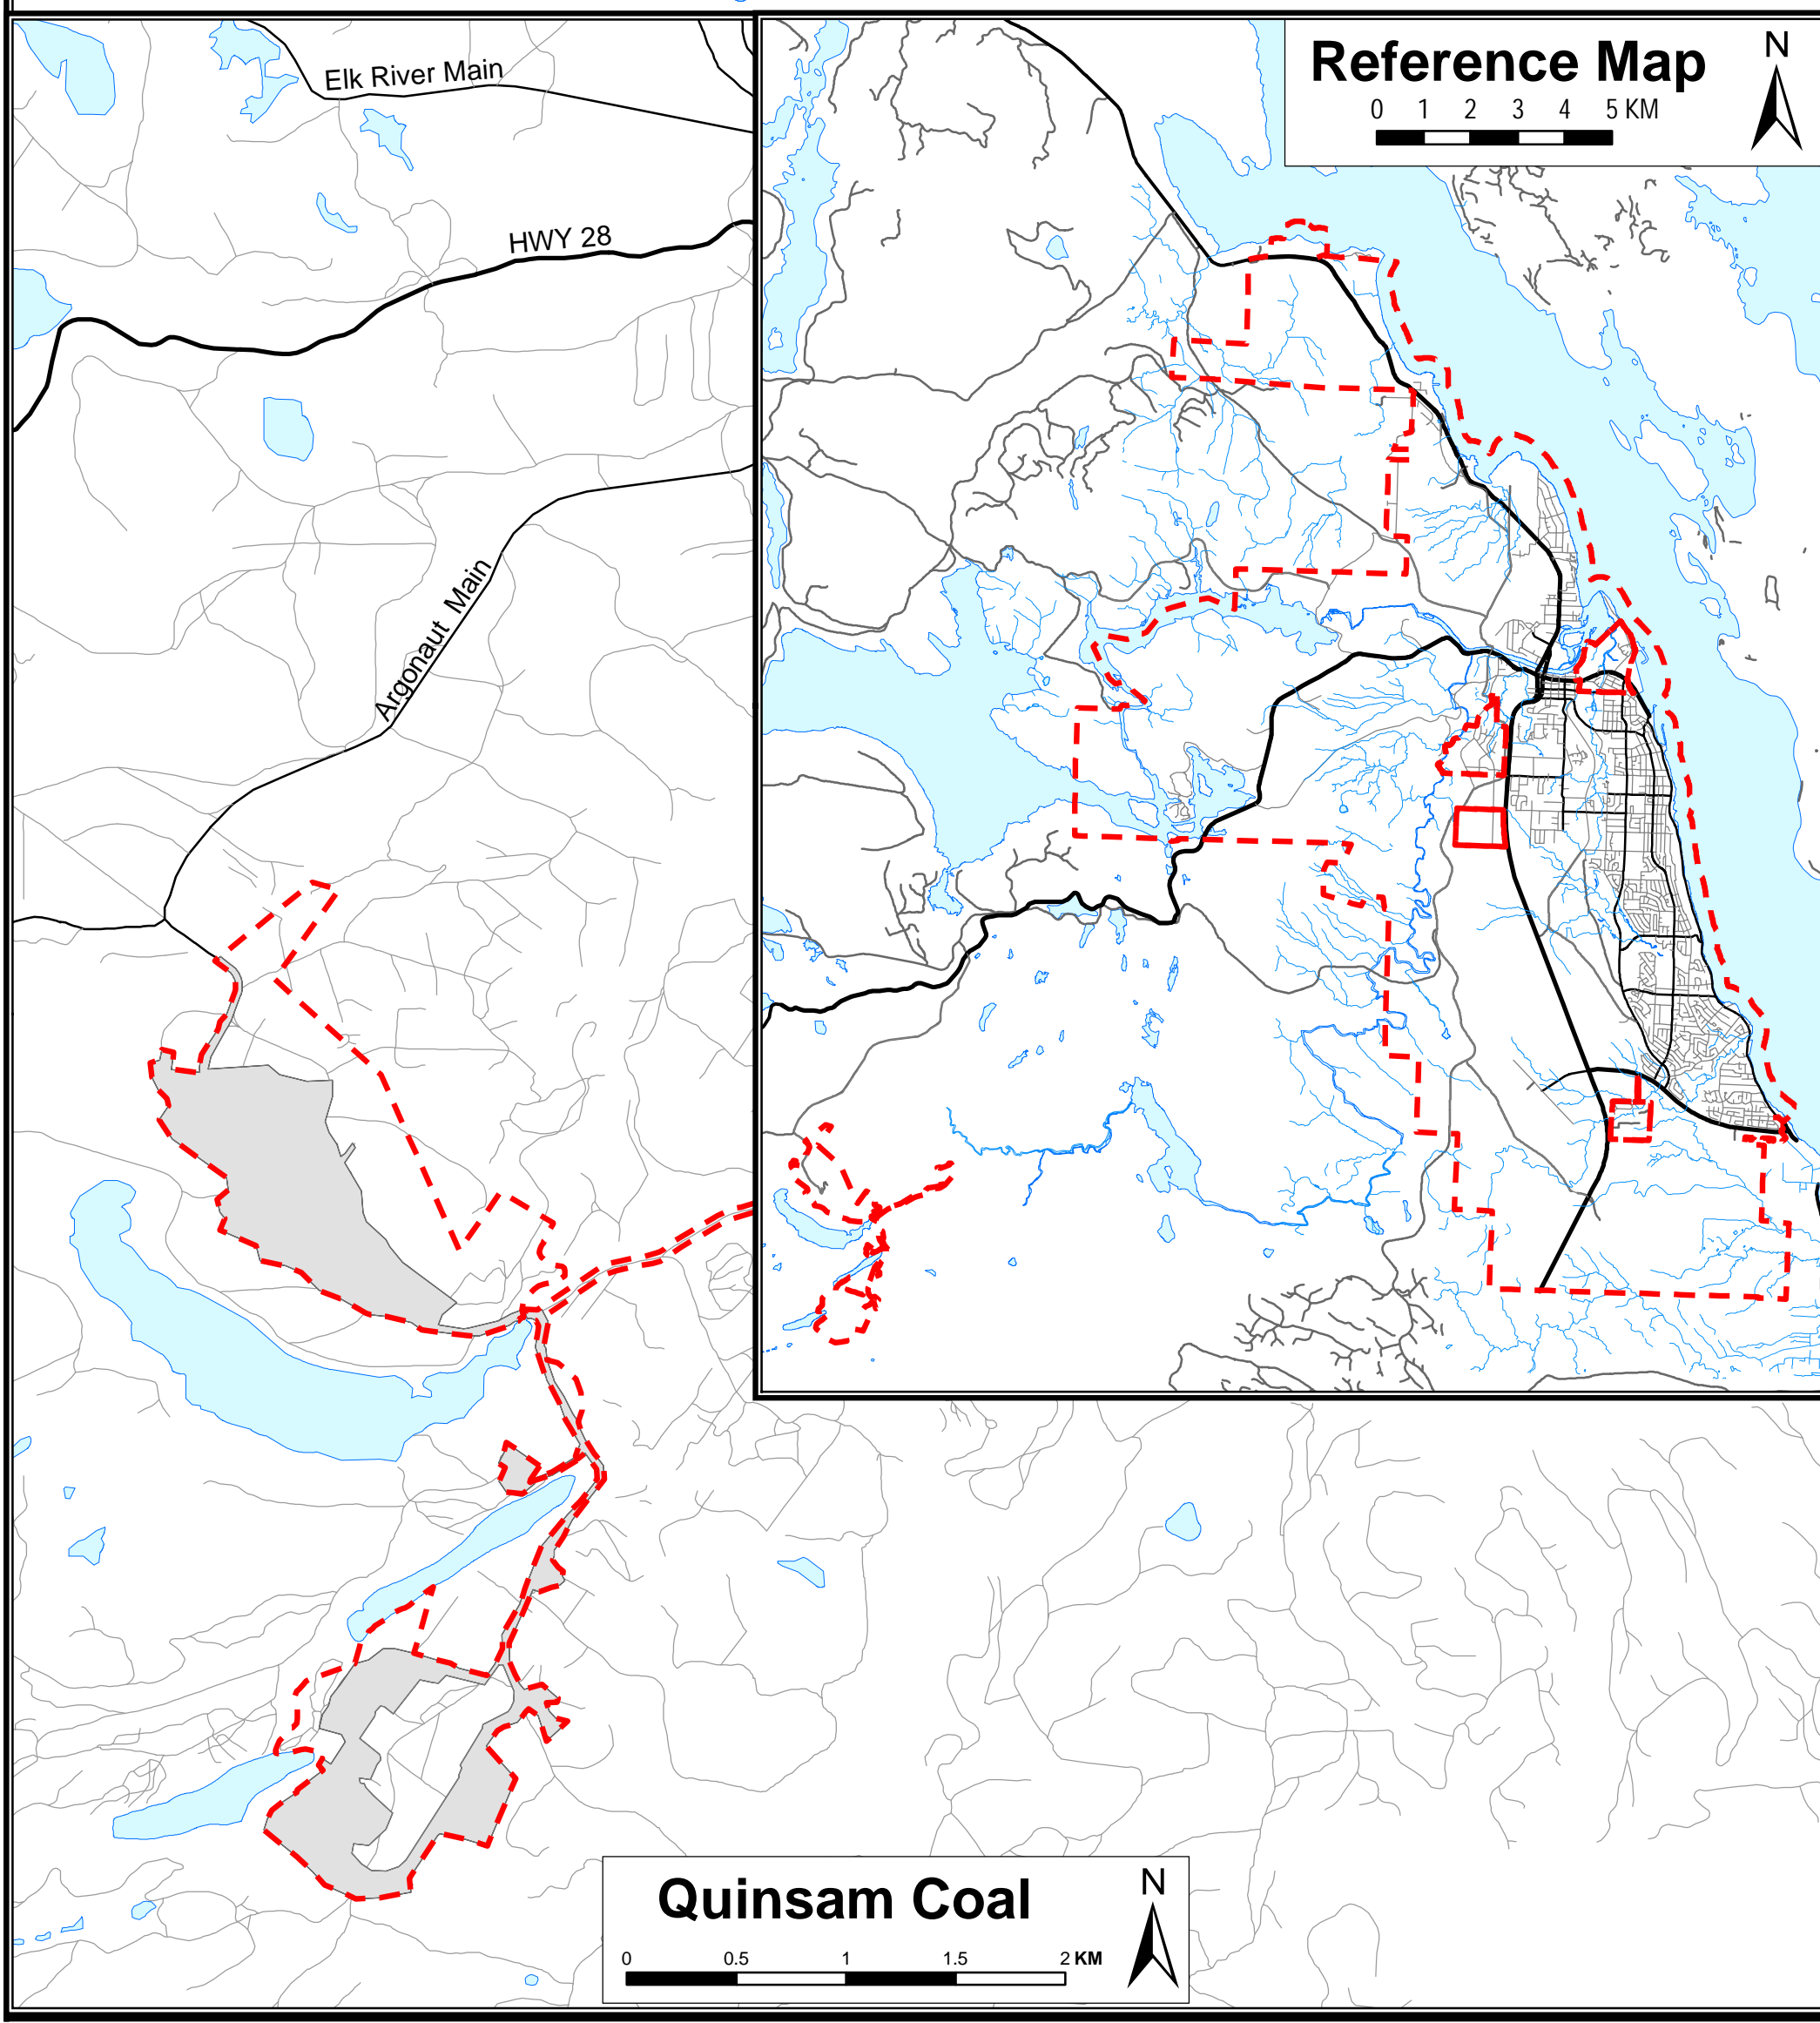 Elk River Main
HWY 28
Argonaut Main
Reference Map
N
0 1 2 3 4 5 KM
Quinsam Coal
N
0 0.5 1 1.5 2 KM